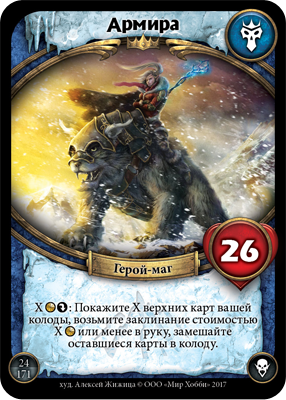 Армира
26
Герой-маг
X : Покажите X верхних карт вашей
колоды, возьмите заклинание стоимостью
X или менее в руку, замешайте
оставшиеся карты в колоду.
24
171
худ. Алексей Жижица © ООО «Мир Хобби» 2017